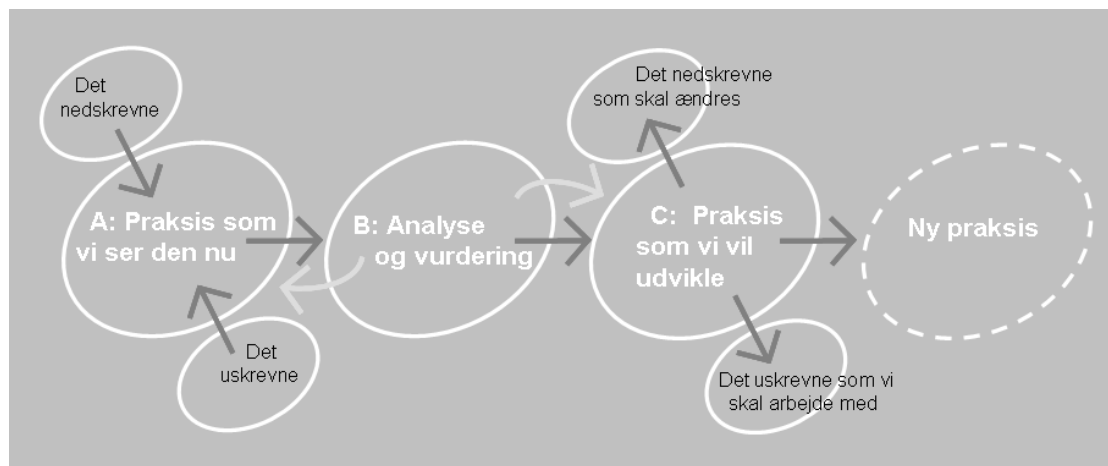 Det
nedskrevne
A: Praksis som
vi ser den nu
Det
uskrevne
B: Analyse
og vurdering
Det nedskrevne
som skal ændres
C: Praksis
som vi vil
udvikle
Det uskrevne som vi
skal arbejde med
Ny praksis